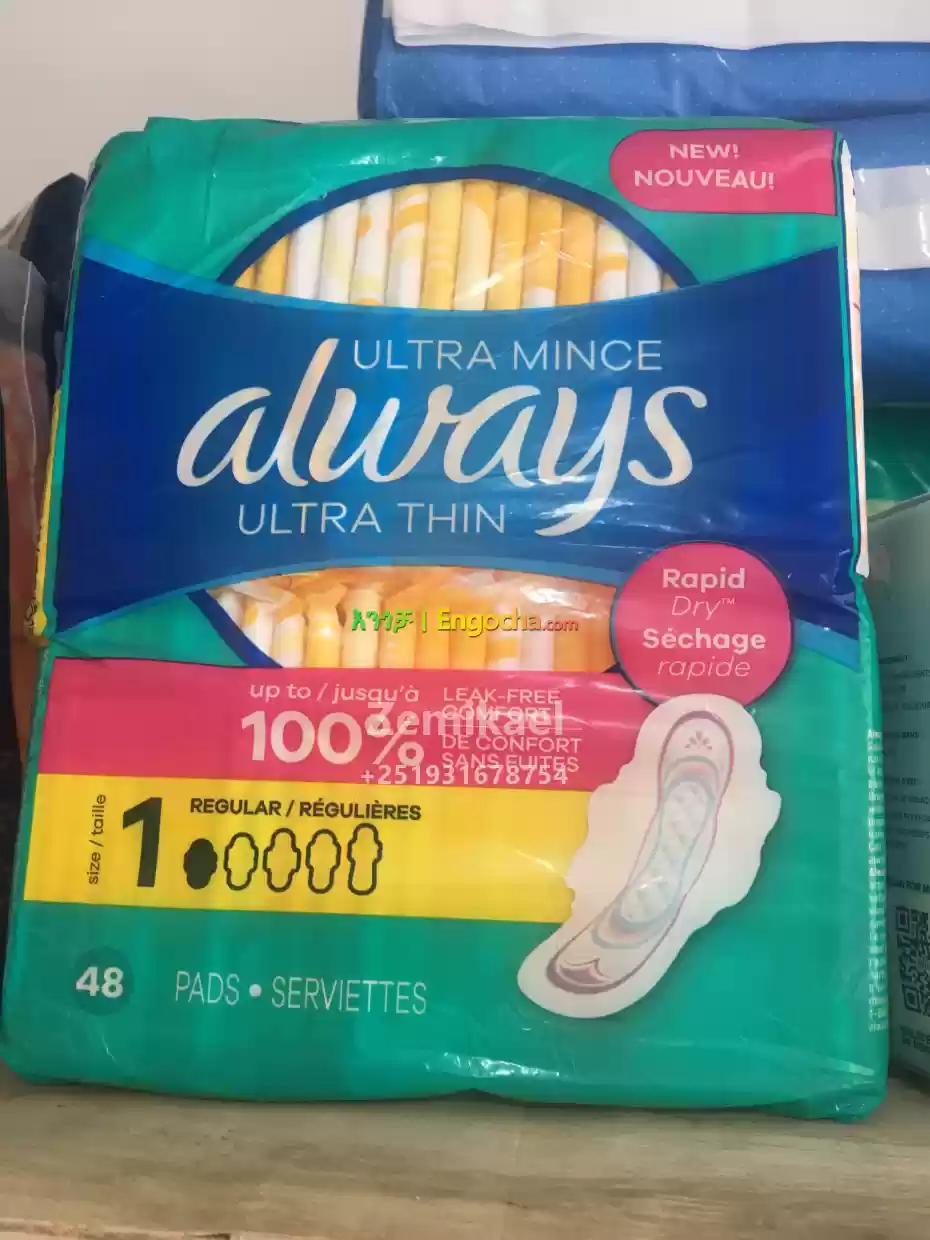 NEW!
NOUVEAU!
ULTRA MINCE
always
ULTRA THIN
Rapid
Dry™
Séchage
rapide
እንጎቻ | Engocha.com
up to / jusqu'à
100%
LEAK-FREE
COMFORT
DE CONFORT
SANS FUITES
Zemikael
+251931678754
size / taille
1
REGULAR / RÉGULIÈRES
48
PADS • SERVIETTES